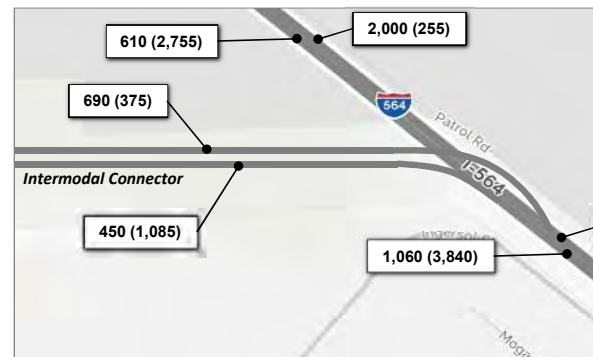 610 (2,755)
2,000 (255)
690 (375)
564
Patrol Rd
I-564
Intermodal Connector
450 (1,085)
1,060 (3,840)